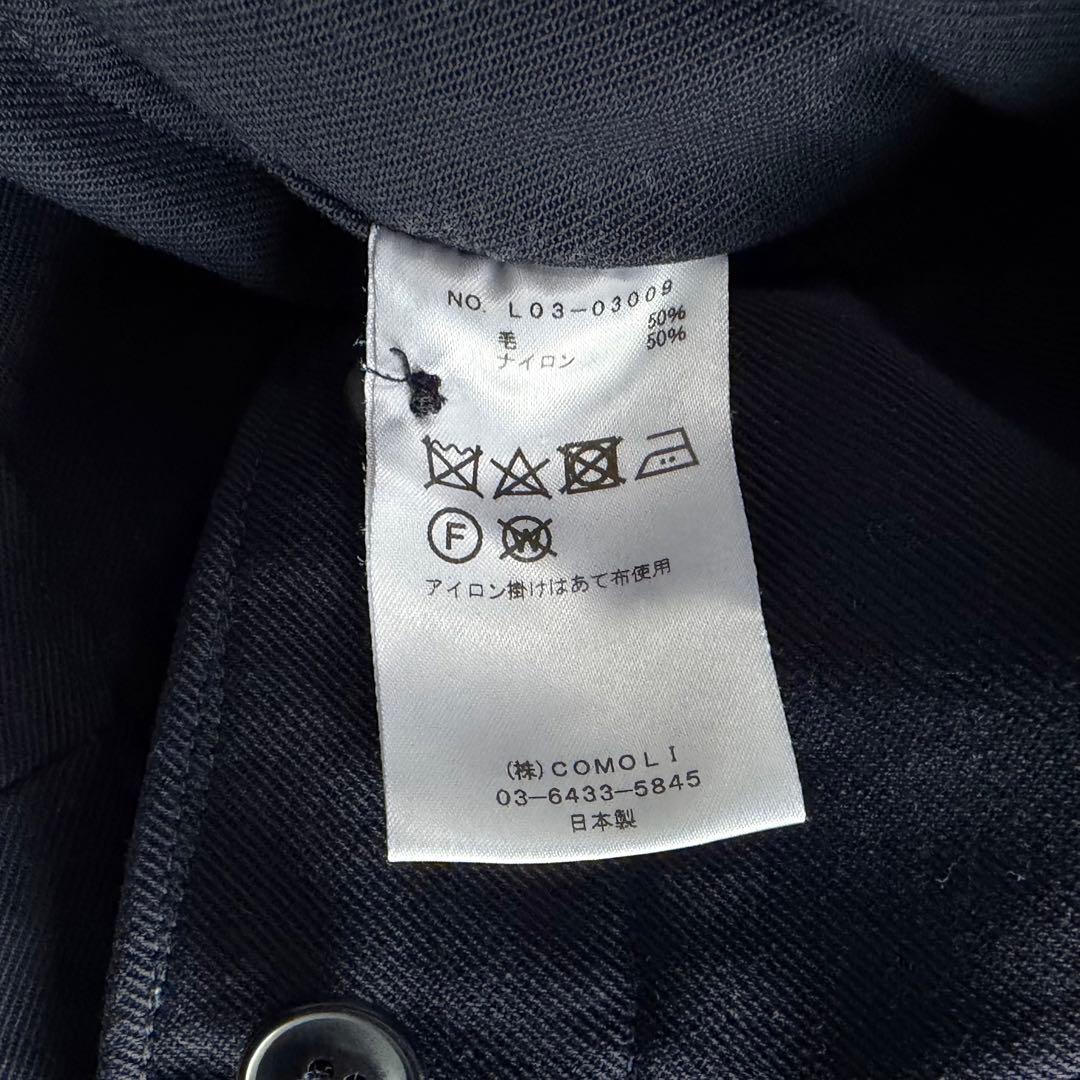 NO. L03-03009
毛 50%
ナイロン 50%
F
W
アイロン掛けはあて布使用
(株)COMOLI
03-6433-5845
日本製